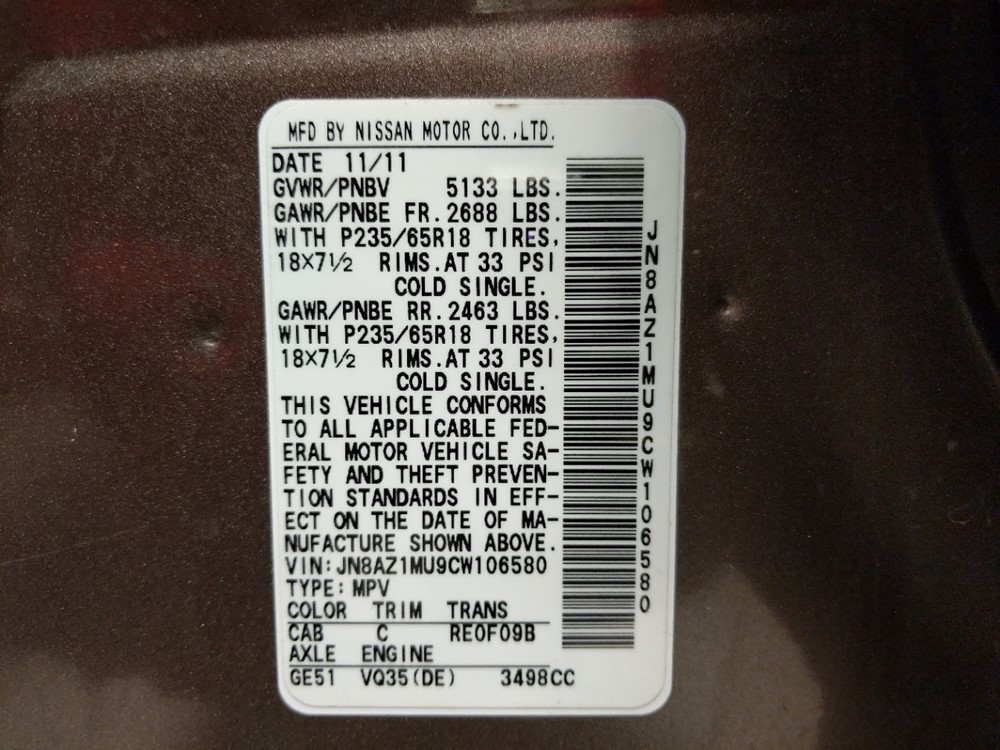 MFD BY NISSAN MOTOR CO.,LTD.
DATE 11/11
GVWR/PNBV 5133 LBS.
GAWR/PNBE FR.2688 LBS.
WITH P235/65R18 TIRES,
18X7½ RIMS.AT 33 PSI
COLD SINGLE.
GAWR/PNBE RR.2463 LBS.
WITH P235/65R18 TIRES,
18X7½ RIMS.AT 33 PSI
COLD SINGLE.
THIS VEHICLE CONFORMS
TO ALL APPLICABLE FED-
ERAL MOTOR VEHICLE SA-
FETY AND THEFT PREVEN-
TION STANDARDS IN EFF-
ECT ON THE DATE OF MA-
NUFACTURE SHOWN ABOVE.
VIN:JN8AZ1MU9CW106580
TYPE:MPV
COLOR TRIM TRANS
CAB C RE0F09B
AXLE ENGINE
GE51 VQ35(DE) 3498CC
JN8AZ1MU9CW106580